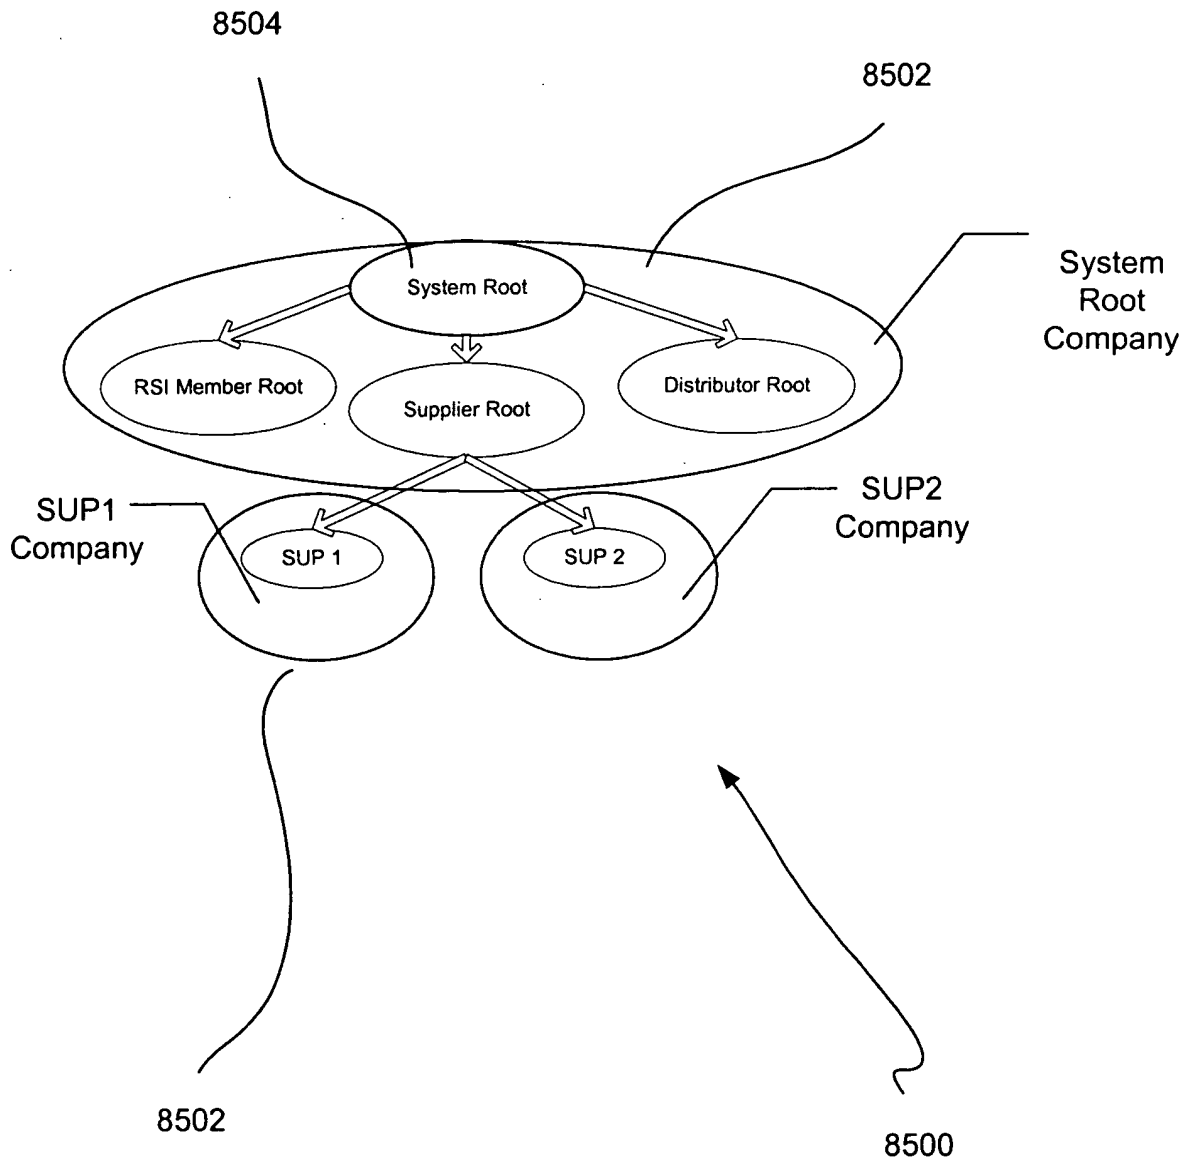 8504
8502
System Root
System
Root
Company
RSI Member Root
Supplier Root
Distributor Root
SUP1
Company
SUP2
Company
SUP 1
SUP 2
8502
8500